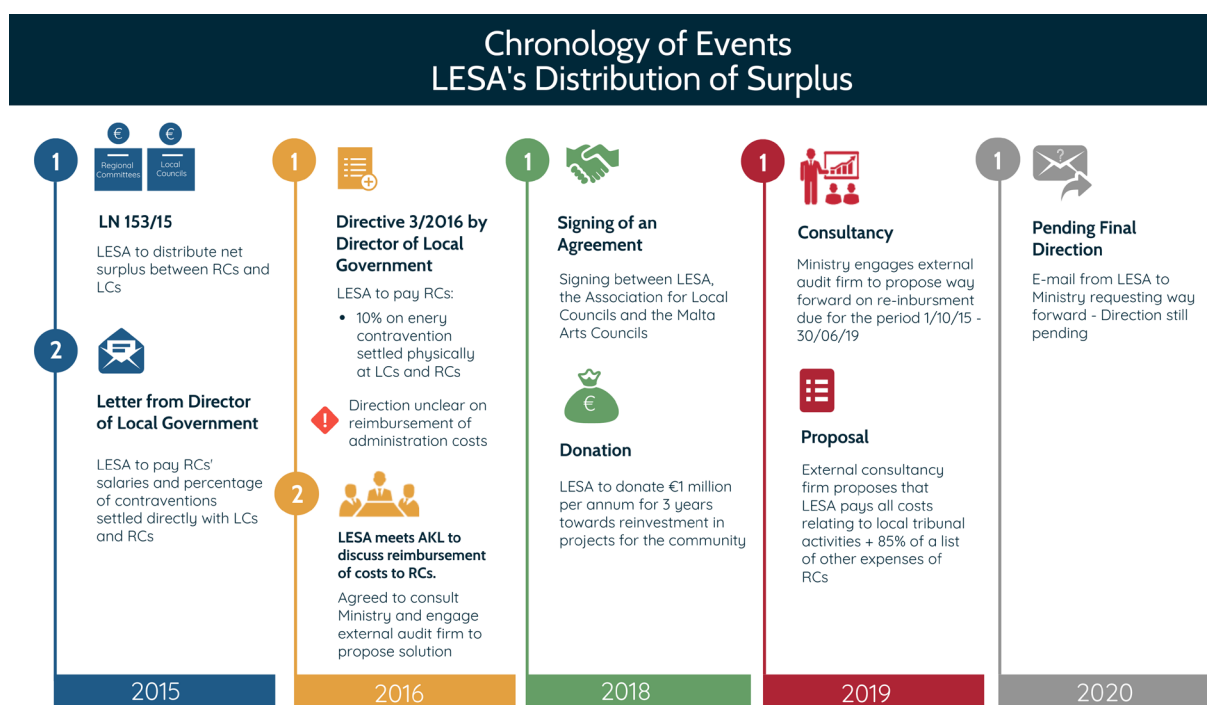 Chronology of Events
LESA's Distribution of Surplus
1
€
€
Regional
Committees
Local
Councils
LN 153/15
LESA to distribute net
surplus between RCs and
LCs
2
Letter from Director
of Local Government
LESA to pay RCs'
salaries and percentage
of contraventions
settled directly with LCs
and RCs
2015
1
Directive 3/2016 by
Director of Local
Government
LESA to pay RCs:
• 10% on enery
contravention
settled physically
at LCs and RCs
!
Direction unclear on
reimbursement of
administration costs
2
LESA meets AKL to
discuss reimbursement
of costs to RCs.
Agreed to consult
Ministry and engage
external audit firm to
propose solution
2016
1
Signing of an
Agreement
Signing between LESA,
the Association for Local
Councils and the Malta
Arts Councils
€
Donation
LESA to donate €1 million
per annum for 3 years
towards reinvestment in
projects for the community
2018
1
Consultancy
Ministry engages external
audit firm to propose way
forward on re-inbursment
due for the period 1/10/15 -
30/06/19
Proposal
External consultancy
firm proposes that
LESA pays all costs
relating to local tribunal
activities + 85% of a list
of other expenses of
RCs
2019
1
?
Pending Final
Direction
E-mail from LESA to
Ministry requesting way
forward - Direction still
pending
2020